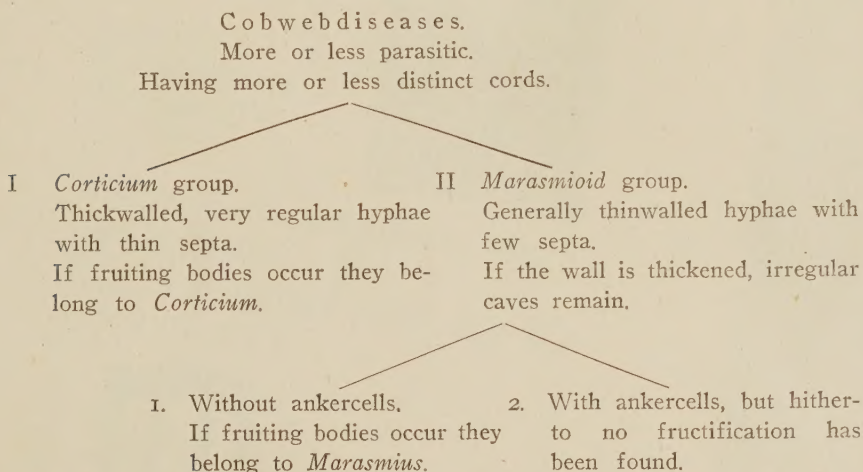 Cobwebdiseases.
More or less parasitic.
Having more or less distinct cords.
I Corticium group.
Thickwalled, very regular hyphae
with thin septa.
If fruiting bodies occur they be-
long to Corticium.
II Marasmioid group.
Generally thinwalled hyphae with
few septa.
If the wall is thickened, irregular
caves remain.
1. Without ankercells.
If fruiting bodies occur they
belong to Marasmius.
2. With ankercells, but hither-
to no fructification has
been found.